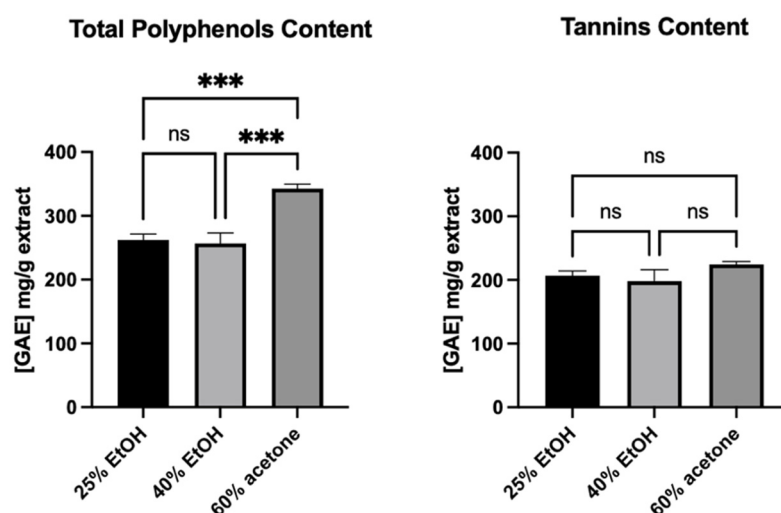 Total Polyphenols Content
***
ns
***
400
300
200
100
0
[GAE] mg/g extract
25% EtOH
40% EtOH
60% acetone
Tannins Content
ns
ns
ns
400
300
200
100
0
[GAE] mg/g extract
25% EtOH
40% EtOH
60% acetone